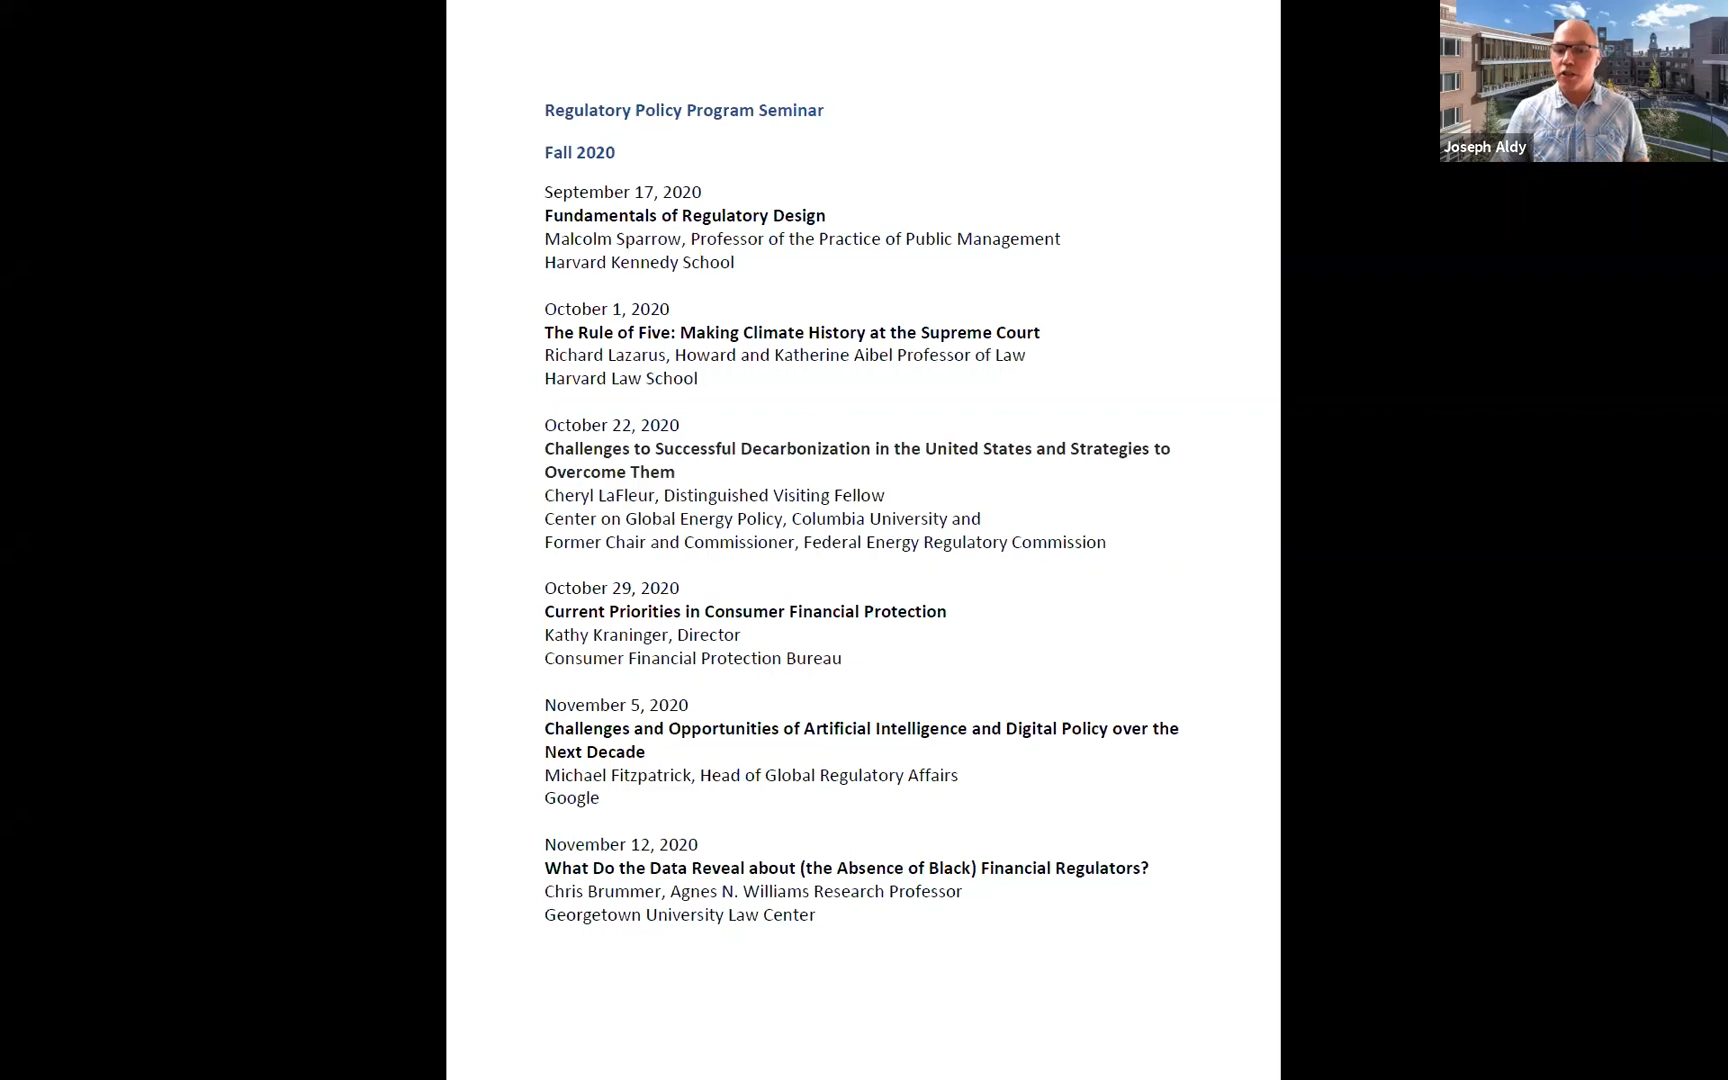 Regulatory Policy Program Seminar
Fall 2020
September 17, 2020
Fundamentals of Regulatory Design
Malcolm Sparrow, Professor of the Practice of Public Management
Harvard Kennedy School
October 1, 2020
The Rule of Five: Making Climate History at the Supreme Court
Richard Lazarus, Howard and Katherine Aibel Professor of Law
Harvard Law School
October 22, 2020
Challenges to Successful Decarbonization in the United States and Strategies to
Overcome Them
Cheryl LaFleur, Distinguished Visiting Fellow
Center on Global Energy Policy, Columbia University and
Former Chair and Commissioner, Federal Energy Regulatory Commission
October 29, 2020
Current Priorities in Consumer Financial Protection
Kathy Kraninger, Director
Consumer Financial Protection Bureau
November 5, 2020
Challenges and Opportunities of Artificial Intelligence and Digital Policy over the
Next Decade
Michael Fitzpatrick, Head of Global Regulatory Affairs
Google
November 12, 2020
What Do the Data Reveal about (the Absence of Black) Financial Regulators?
Chris Brummer, Agnes N. Williams Research Professor
Georgetown University Law Center
Joseph Aldy